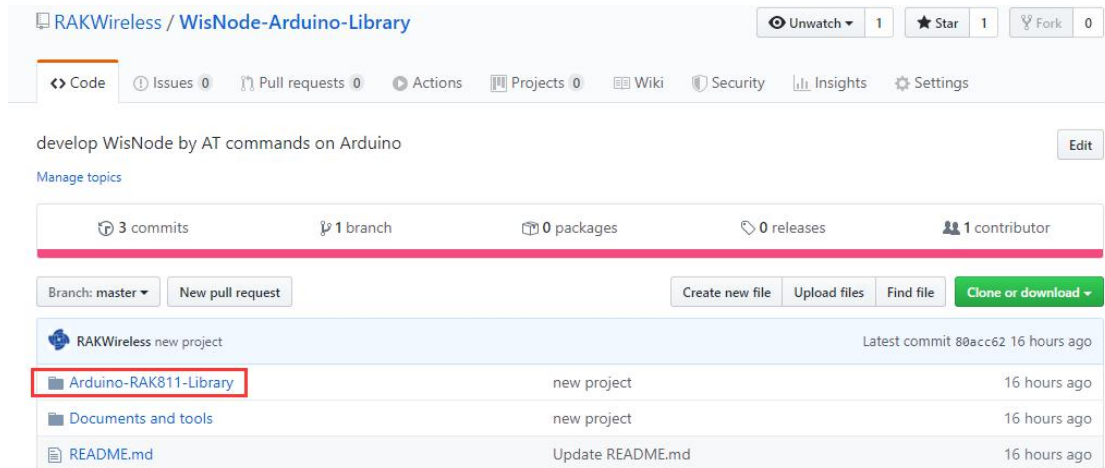 RAKWireless / WisNode-Arduino-Library Unwatch 1 Star 1 Fork 0
Code Issues 0 Pull requests 0 Actions Projects 0 Wiki Security Insights Settings
develop WisNode by AT commands on Arduino Edit
Manage topics
3 commits 1 branch 0 packages 0 releases 1 contributor
Branch: master New pull request Create new file Upload files Find file Clone or download
RAKWireless new project Latest commit 80acc62 16 hours ago
Arduino-RAK811-Library new project 16 hours ago
Documents and tools new project 16 hours ago
README.md Update README.md 16 hours ago